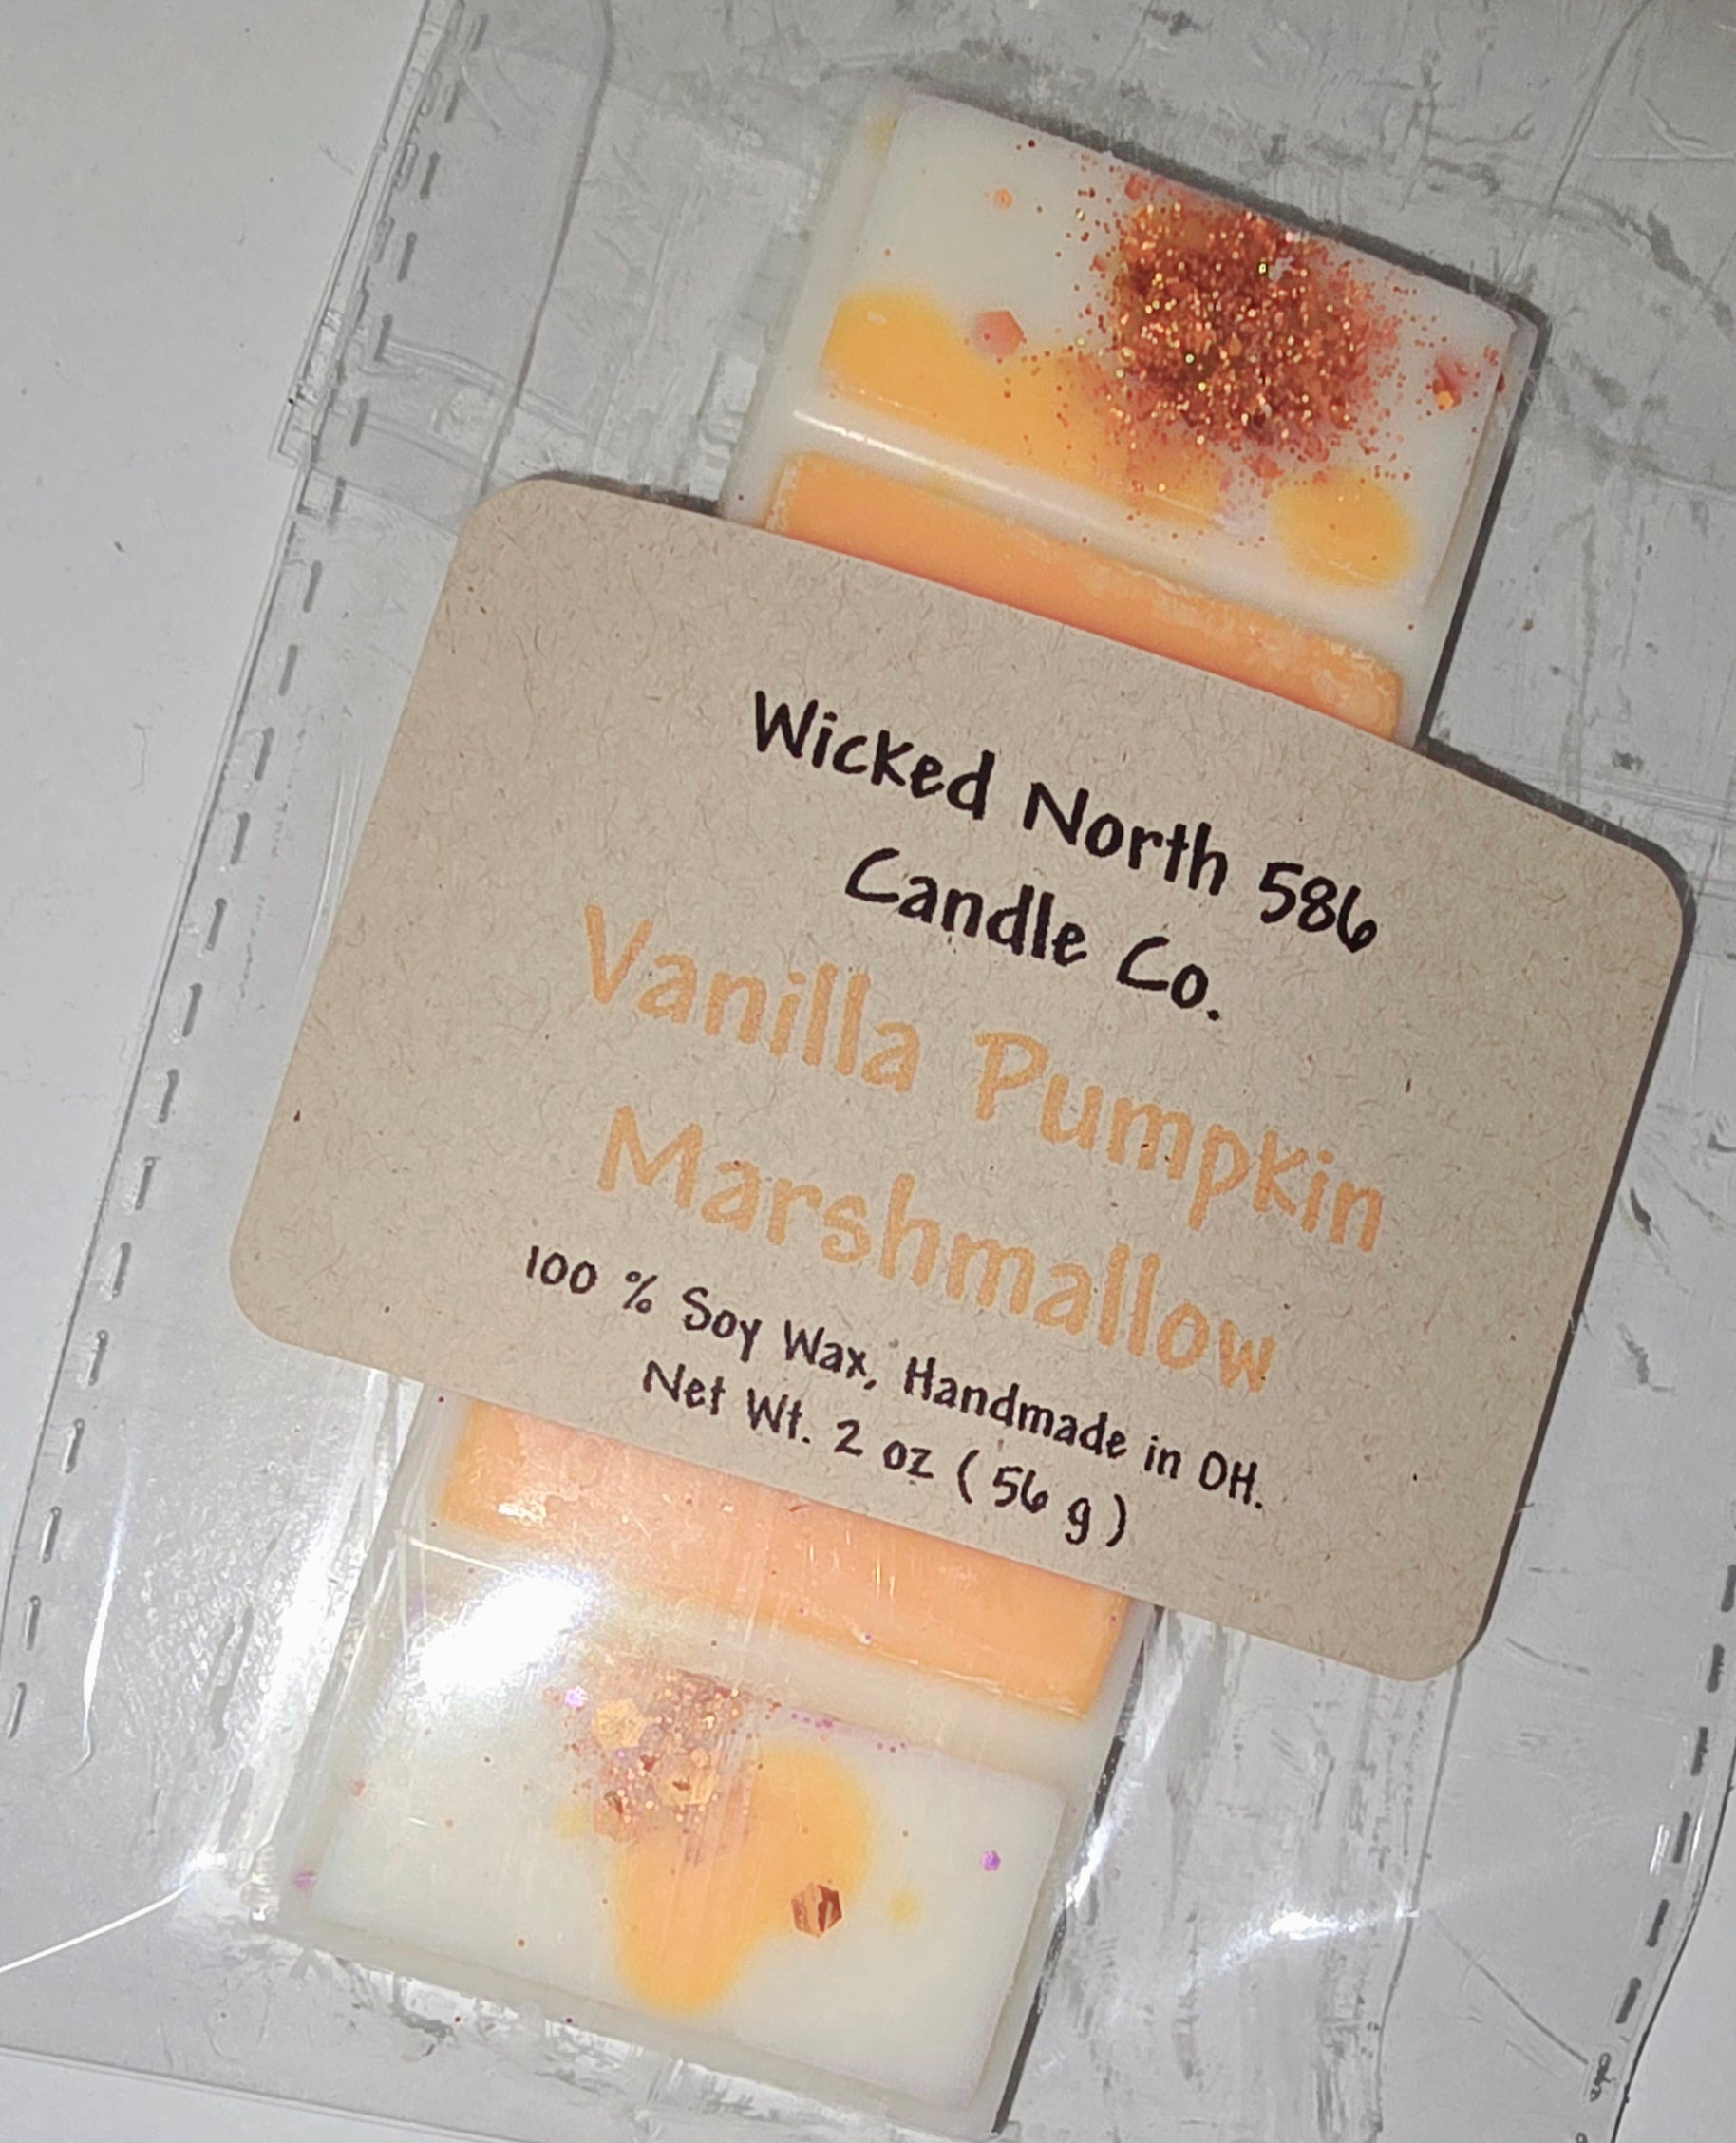 Wicked North 586
Candle Co.
Vanilla Pumpkin
Marshmallow
100 % Soy Wax, Handmade in OH.
Net Wt. 2 oz ( 56 g )